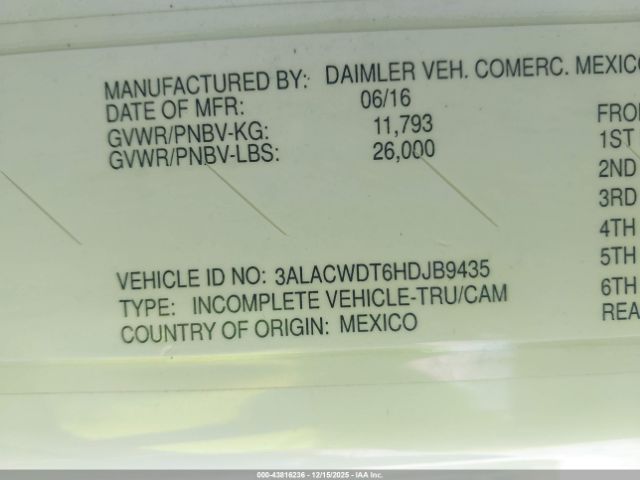 MANUFACTURED BY: DAIMLER VEH. COMERC. MEXICO
DATE OF MFR: 06/16
GVWR/PNBV-KG: 11,793
GVWR/PNBV-LBS: 26,000
FRO
1ST
2ND
3RD
4TH
5TH
6TH
REA
VEHICLE ID NO: 3ALACWDT6HDJB9435
TYPE: INCOMPLETE VEHICLE-TRU/CAM
COUNTRY OF ORIGIN: MEXICO
000-43816236 - 12/15/2025 - IAA Inc.